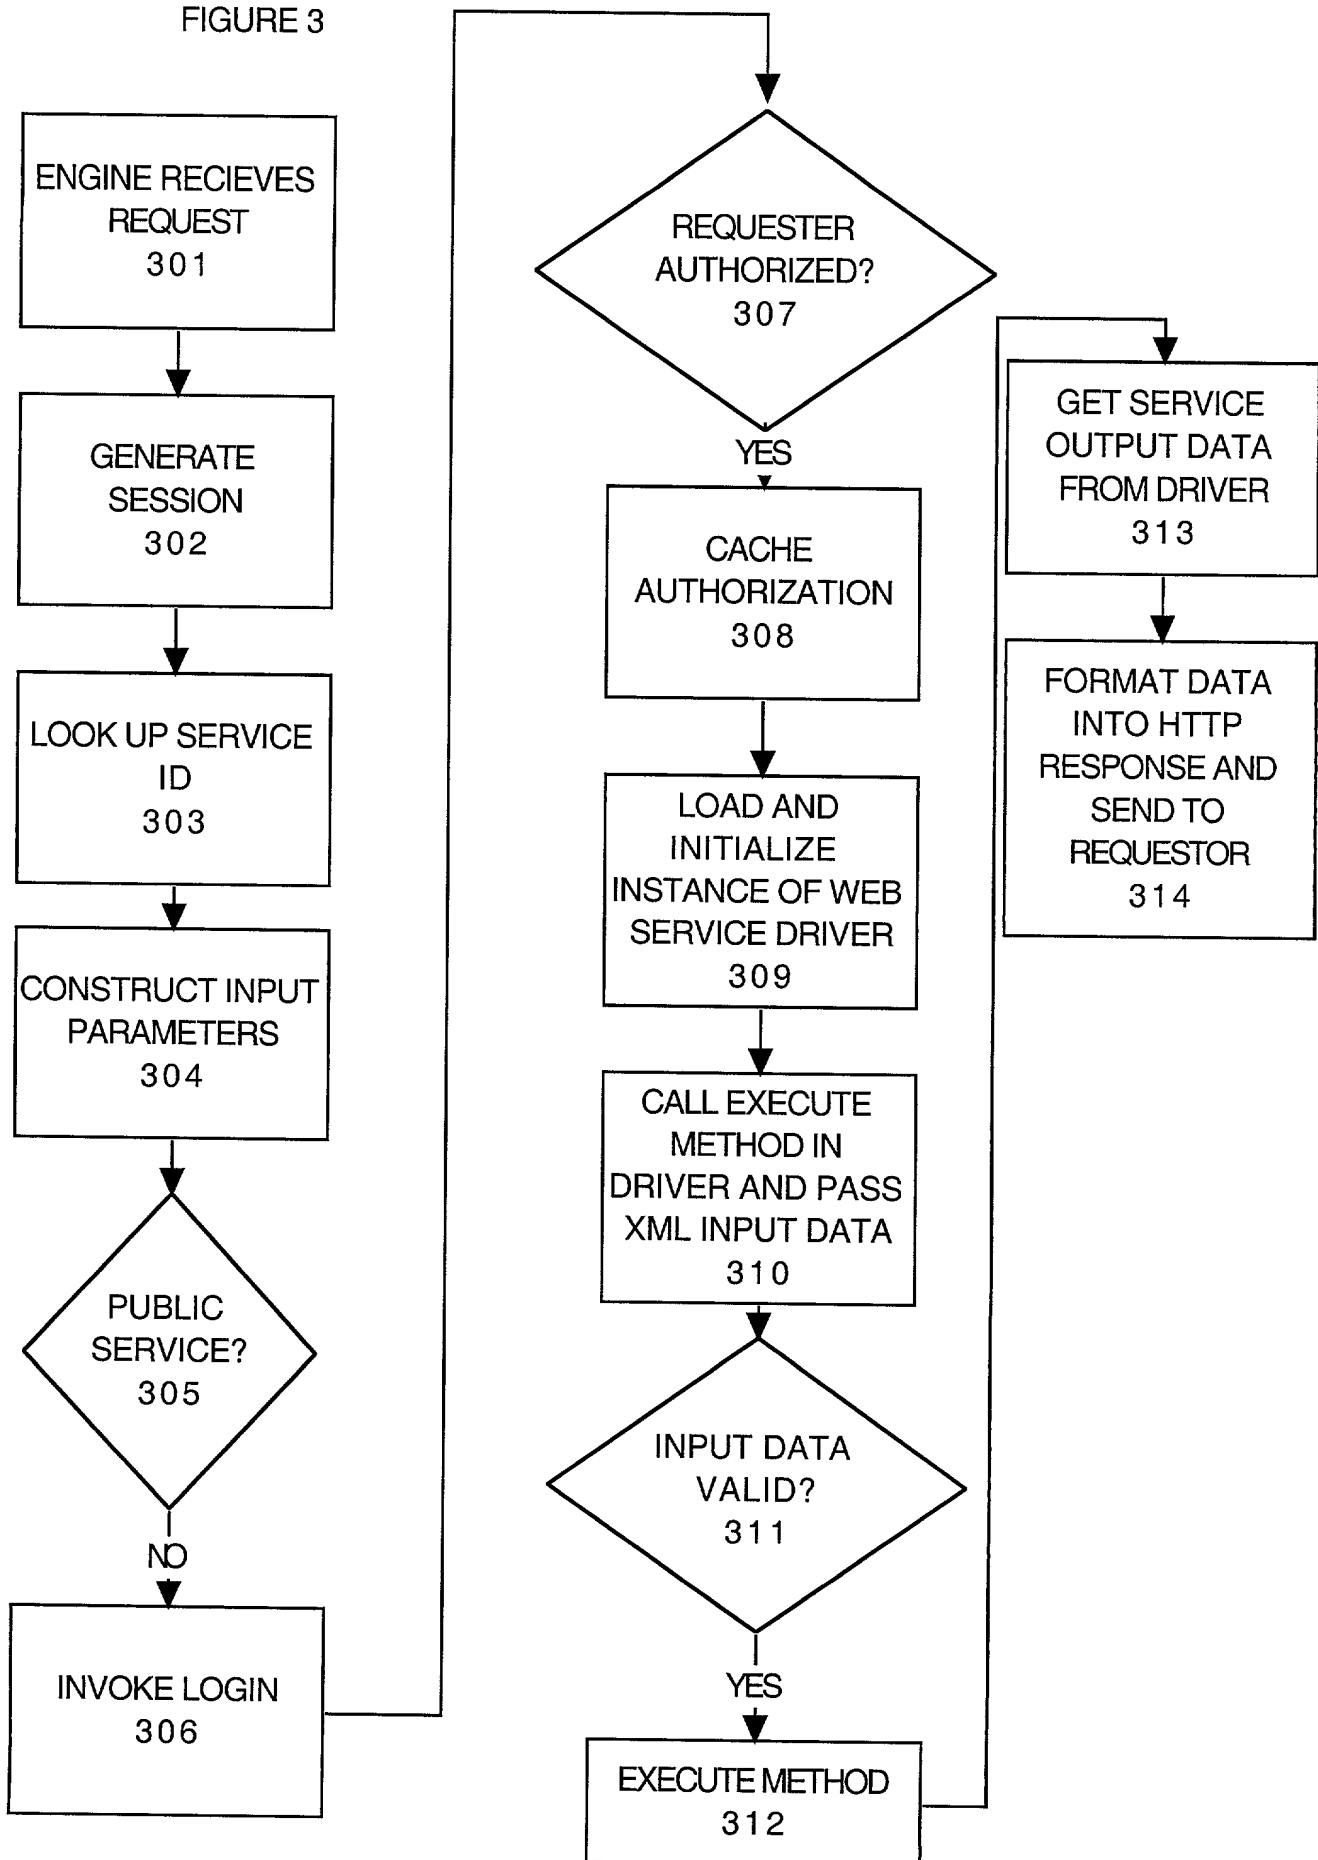 FIGURE 3
ENGINE RECIEVES
REQUEST
301
GENERATE
SESSION
302
LOOK UP SERVICE
ID
303
CONSTRUCT INPUT
PARAMETERS
304
PUBLIC
SERVICE?
305
NO
INVOKE LOGIN
306
REQUESTER
AUTHORIZED?
307
YES
CACHE
AUTHORIZATION
308
LOAD AND
INITIALIZE
INSTANCE OF WEB
SERVICE DRIVER
309
CALL EXECUTE
METHOD IN
DRIVER AND PASS
XML INPUT DATA
310
INPUT DATA
VALID?
311
YES
EXECUTE METHOD
312
GET SERVICE
OUTPUT DATA
FROM DRIVER
313
FORMAT DATA
INTO HTTP
RESPONSE AND
SEND TO
REQUESTOR
314